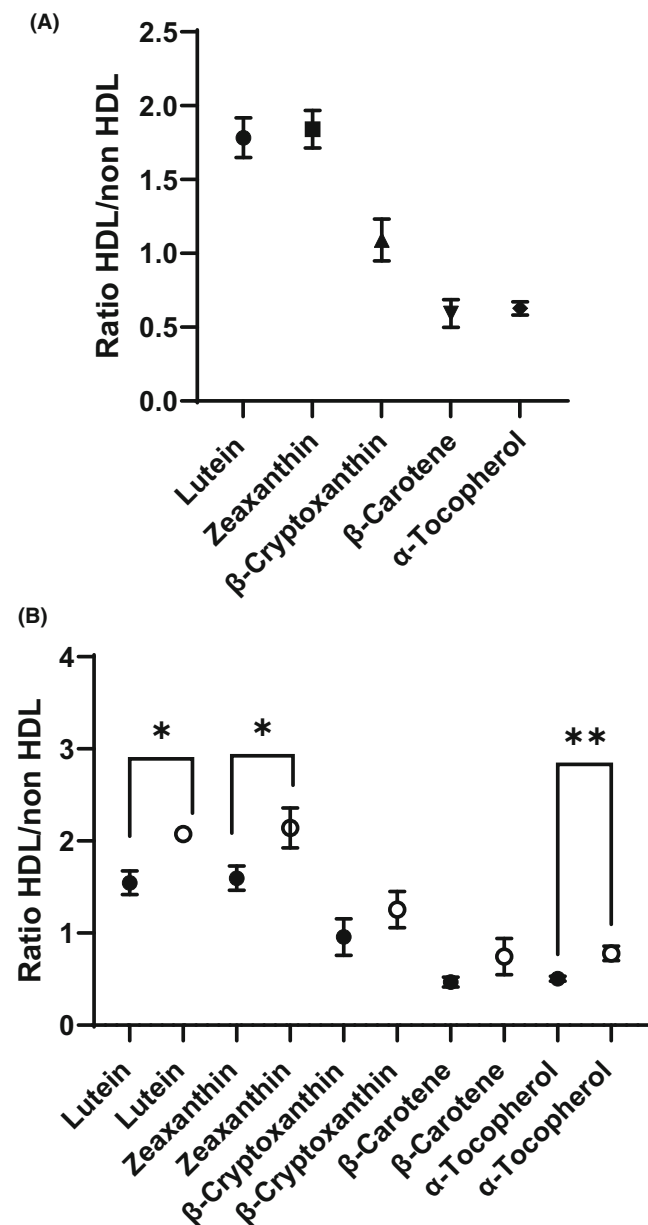 (A)
2.5
2.0
1.5
1.0
0.5
0.0
Ratio HDL/non HDL
Lutein
Zeaxanthin
β-Cryptoxanthin
β-Carotene
α-Tocopherol
(B)
4
3
2
1
0
Ratio HDL/non HDL
*
*
**
Lutein
Lutein
Zeaxanthin
Zeaxanthin
β-Cryptoxanthin
β-Cryptoxanthin
β-Carotene
β-Carotene
α-Tocopherol
α-Tocopherol